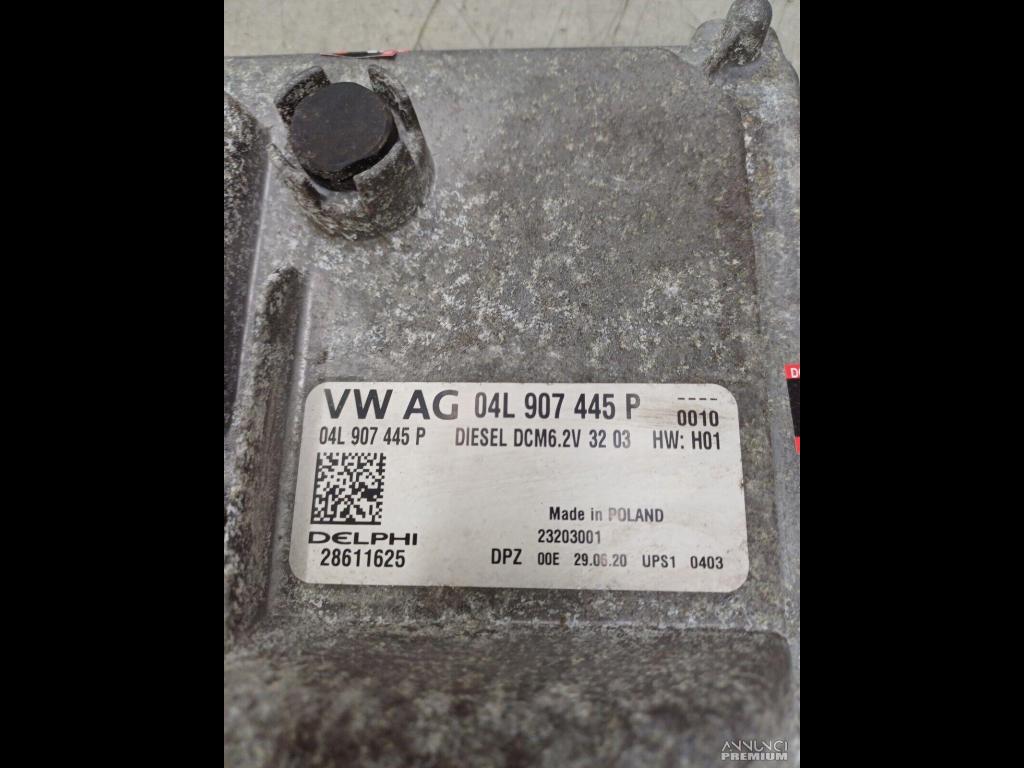 VW AG 04L 907 445 P ----
0010
04L 907 445 P DIESEL DCM6.2V 32 03 HW: H01
Made in POLAND
23203001
DELPHI
28611625 DPZ 00E 29.06.20 UPS1 0403
ANNUNCI
PREMIUM